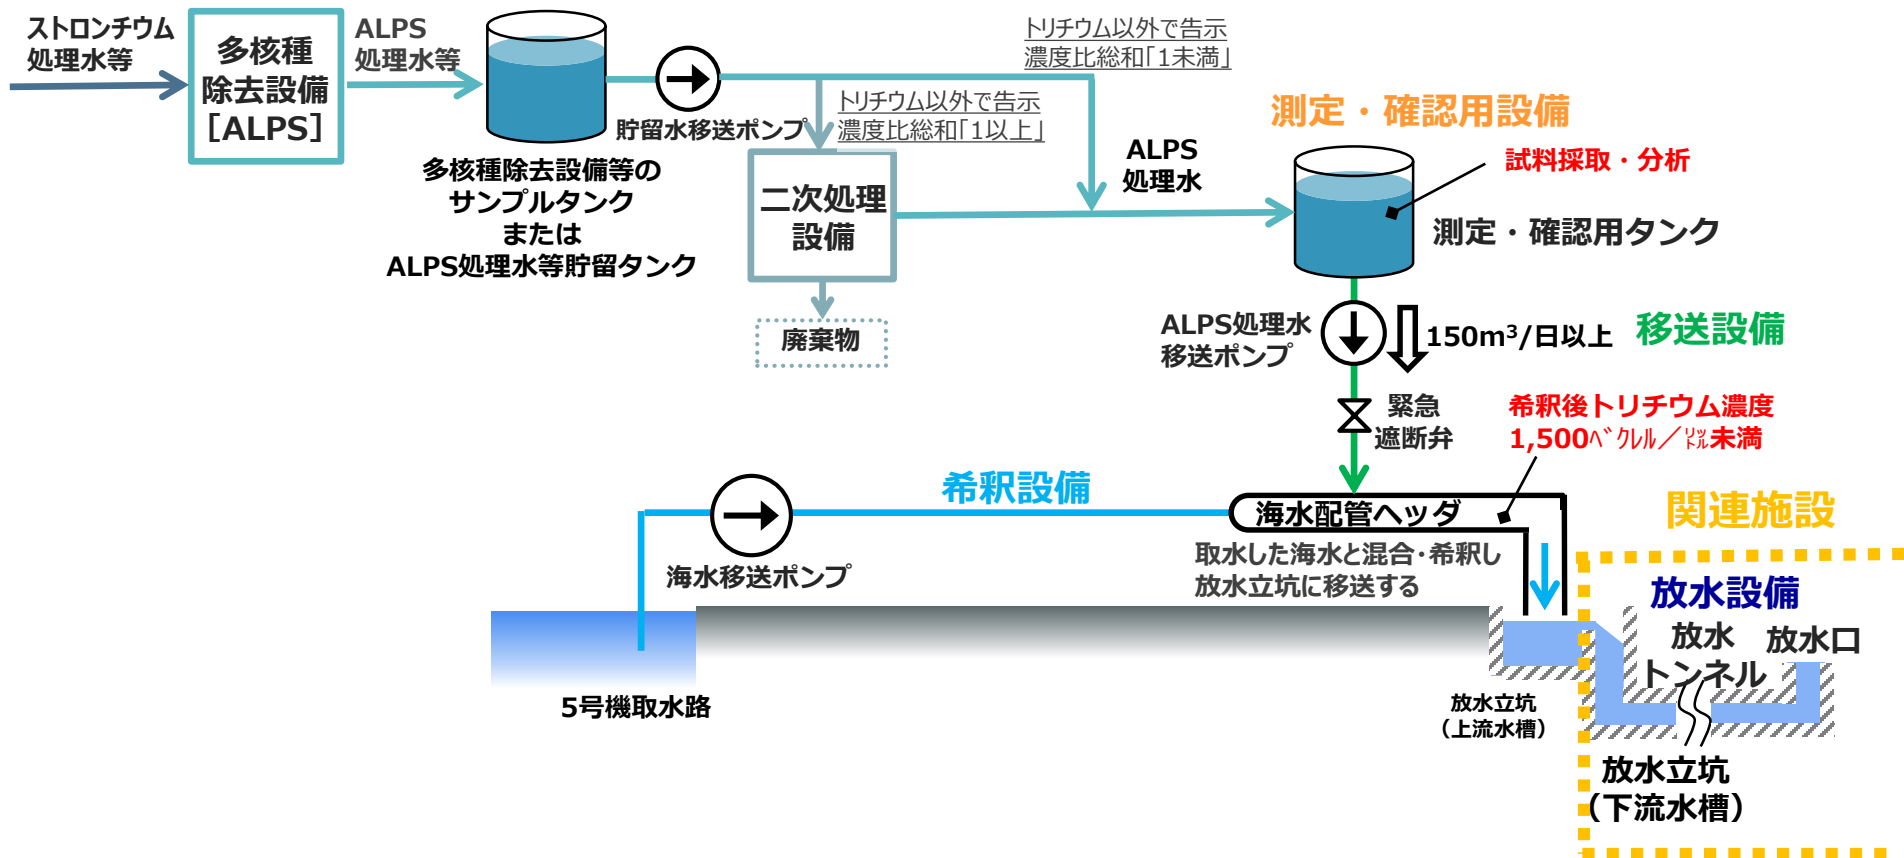 ストロンチウム
処理水等
多核種
除去設備
[ALPS]
ALPS
処理水等
多核種除去設備等の
サンプルタンク
または
ALPS処理水等貯留タンク
貯留水移送ポンプ
トリチウム以外で告示
濃度比総和｢1以上」
トリチウム以外で告示
濃度比総和｢1未満」
二次処理
設備
廃棄物
ALPS
処理水
測定・確認用設備
試料採取・分析
測定・確認用タンク
ALPS処理水
移送ポンプ
150m³/日以上
移送設備
緊急
遮断弁
希釈後トリチウム濃度
1,500ﾍﾞｸﾚﾙ／㍑未満
希釈設備
海水移送ポンプ
海水配管ヘッダ
取水した海水と混合･希釈し
放水立坑に移送する
5号機取水路
放水立坑
（上流水槽）
関連施設
放水設備
放水
トンネル
放水口
放水立坑
（下流水槽）